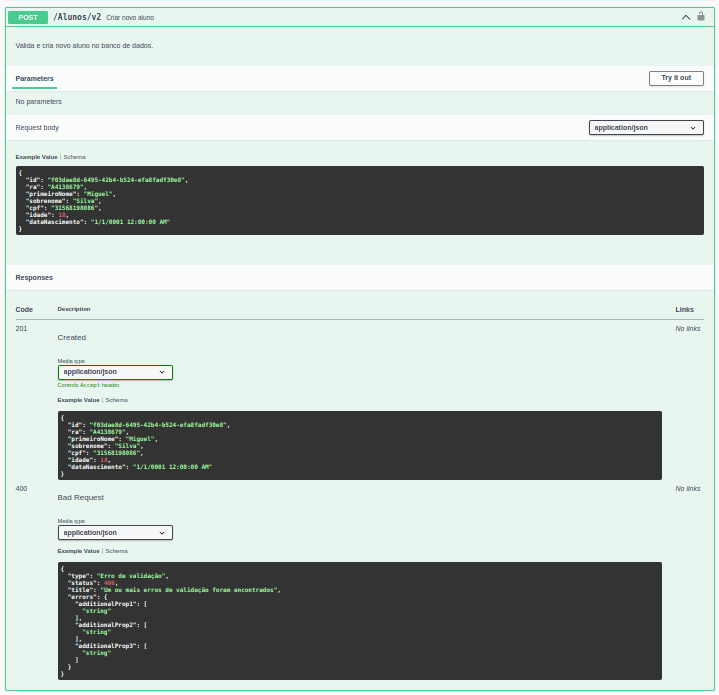 POST /Alunos/v2 Criar novo aluno
Valida e cria novo aluno no banco de dados.
Parameters
Try it out
No parameters
Request body
application/json
Example Value | Schema
{
"id": "f03dae8d-6495-42b4-b524-efa8fadf30e8",
"ra": "A4138679",
"primeiroNome": "Miguel",
"sobrenome": "Silva",
"cpf": "31568198086",
"idade": 18,
"dataNascimento": "1/1/0001 12:00:00 AM"
}
Responses
Code Description Links
201 No links
Created
Media type
application/json
Controls Accept header.
Example Value | Schema
{
"id": "f03dae8d-6495-42b4-b524-efa8fadf30e8",
"ra": "A4138679",
"primeiroNome": "Miguel",
"sobrenome": "Silva",
"cpf": "31568198086",
"idade": 18,
"dataNascimento": "1/1/0001 12:00:00 AM"
}
400 No links
Bad Request
Media type
application/json
Example Value | Schema
{
"type": "Erro de validação",
"status": 400,
"title": "Um ou mais erros de validação foram encontrados",
"errors": {
"additionalProp1": [
"string"
],
"additionalProp2": [
"string"
],
"additionalProp3": [
"string"
]
}
}